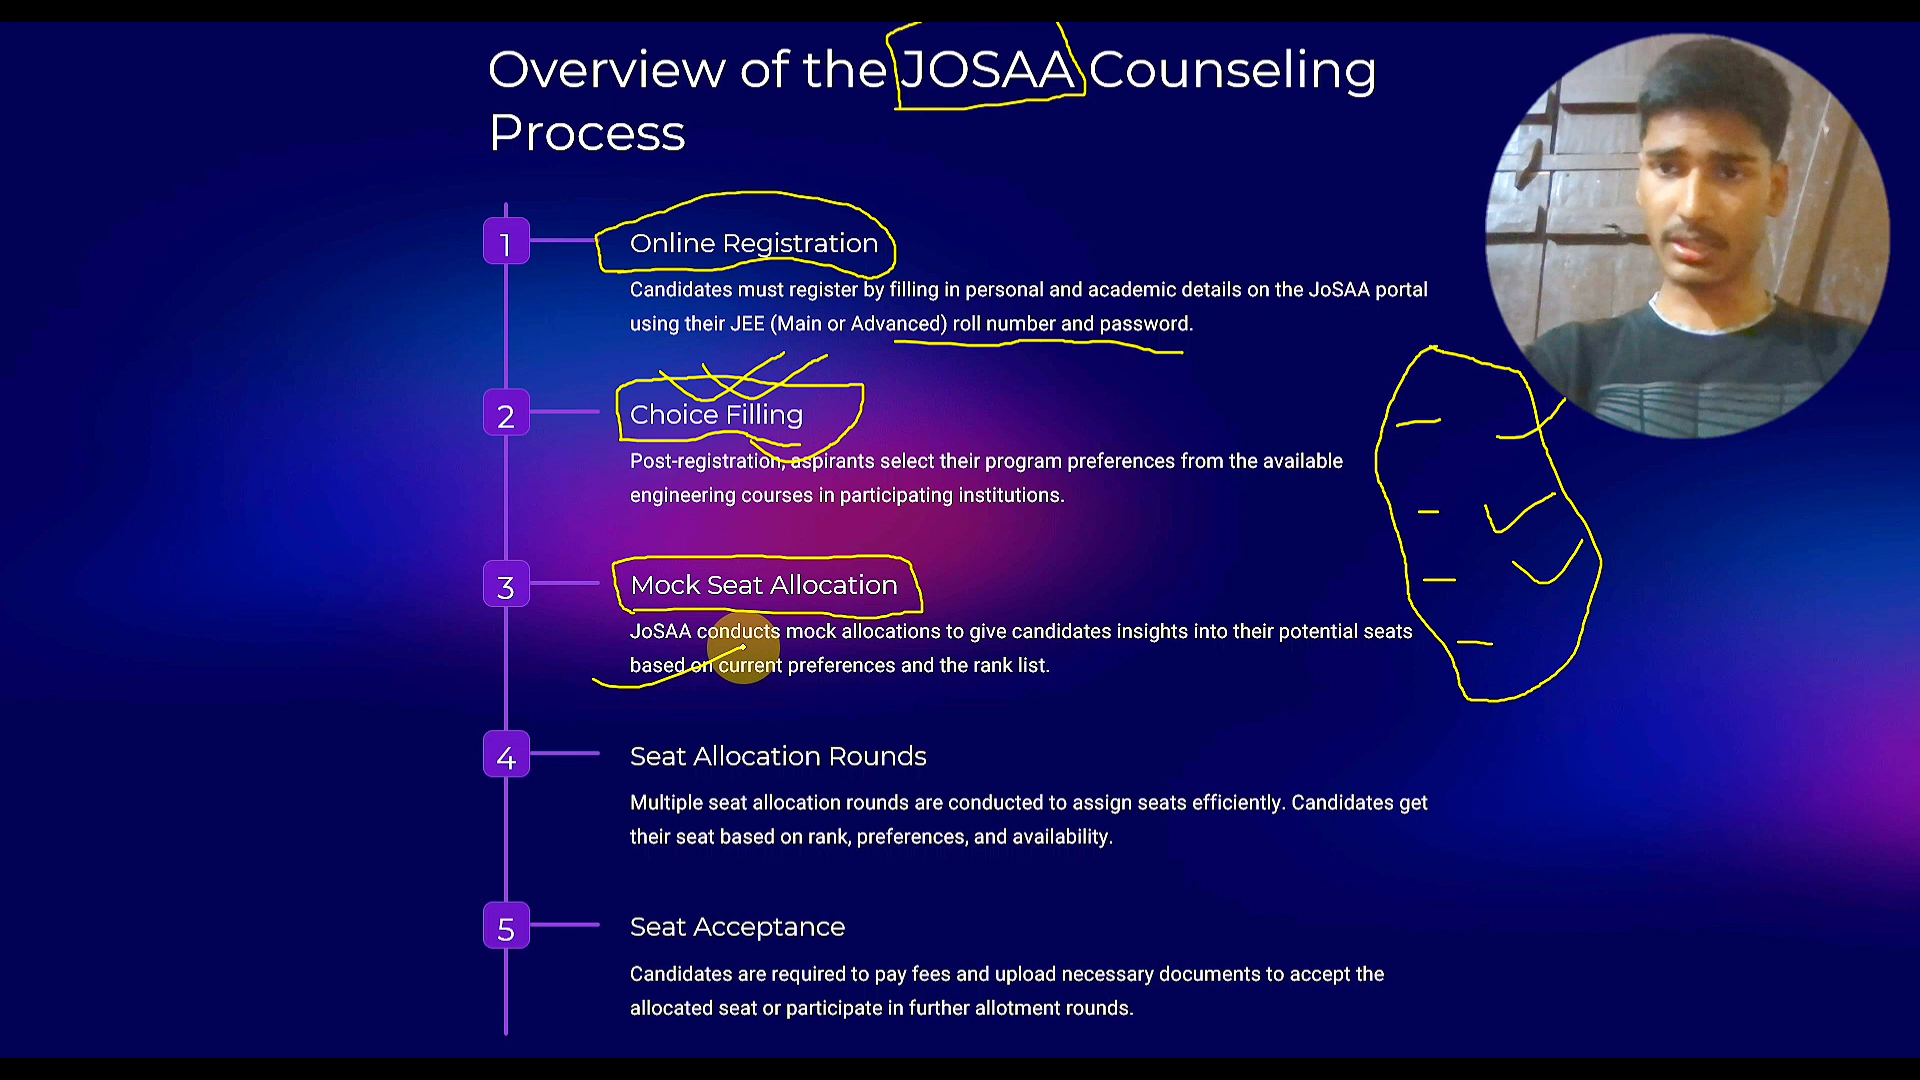 Overview of the JOSAA Counseling
Process
1
Online Registration
Candidates must register by filling in personal and academic details on the JoSAA portal
using their JEE (Main or Advanced) roll number and password.
2
Choice Filling
Post-registration, aspirants select their program preferences from the available
engineering courses in participating institutions.
3
Mock Seat Allocation
JoSAA conducts mock allocations to give candidates insights into their potential seats
based on current preferences and the rank list.
4
Seat Allocation Rounds
Multiple seat allocation rounds are conducted to assign seats efficiently. Candidates get
their seat based on rank, preferences, and availability.
5
Seat Acceptance
Candidates are required to pay fees and upload necessary documents to accept the
allocated seat or participate in further allotment rounds.